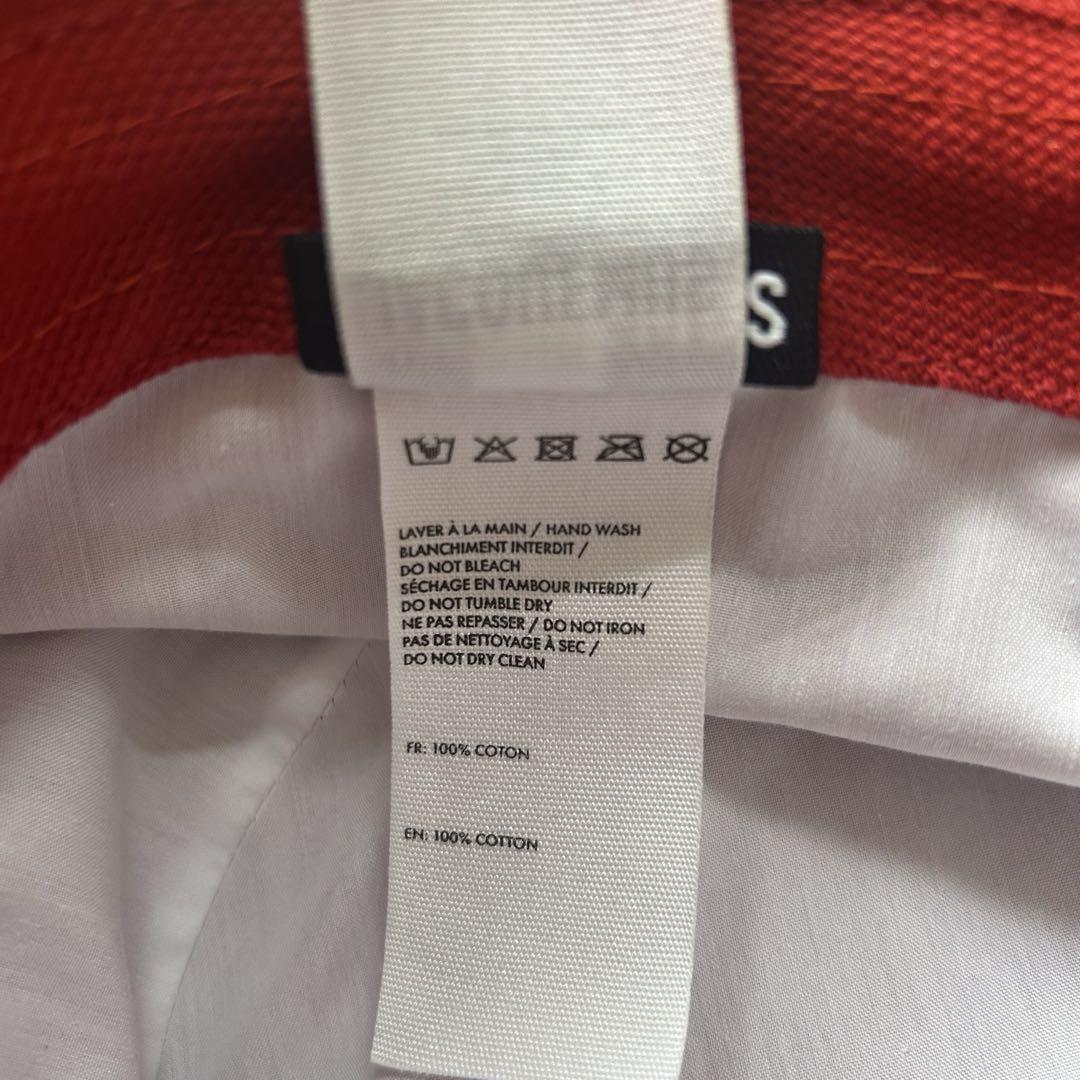 S
LAVER À LA MAIN / HAND WASH
BLANCHIMENT INTERDIT /
DO NOT BLEACH
SÉCHAGE EN TAMBOUR INTERDIT /
DO NOT TUMBLE DRY
NE PAS REPASSER / DO NOT IRON
PAS DE NETTOYAGE À SEC /
DO NOT DRY CLEAN
FR: 100% COTON
EN: 100% COTTON